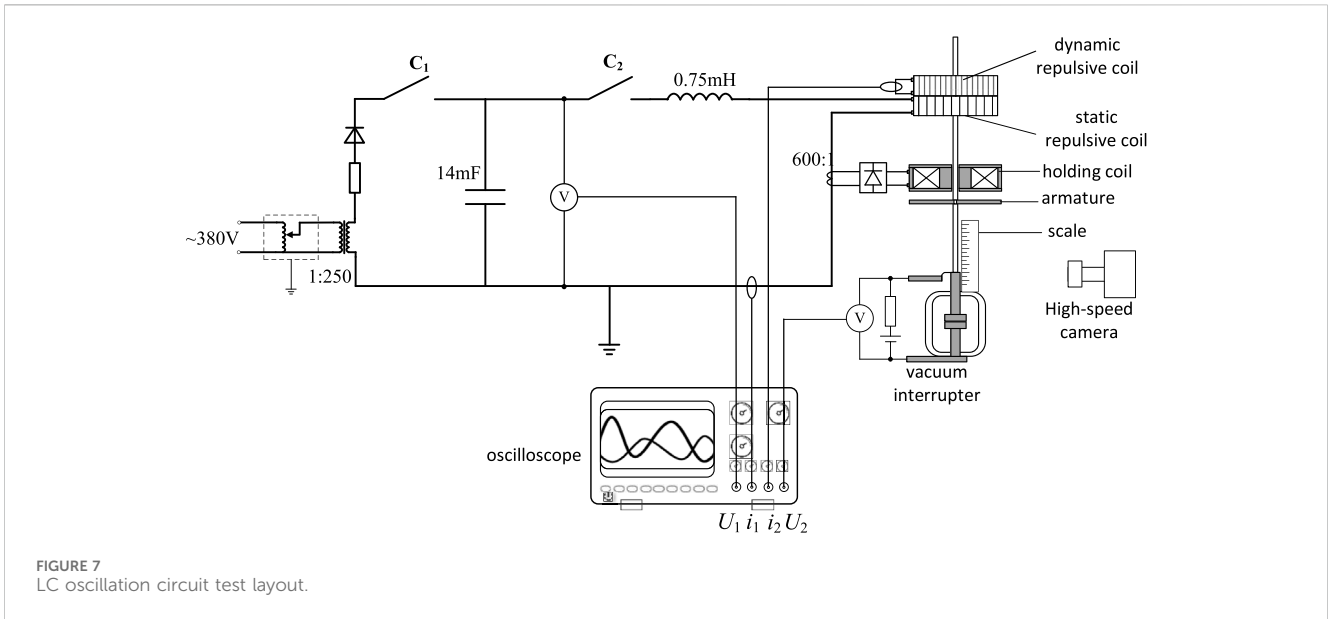 dynamic
repulsive coil
C₁
C₂
0.75mH
static
repulsive coil
600:1
holding coil
14mF
V
armature
scale
~380V
1:250
High-speed
camera
V
vacuum
interrupter
oscilloscope
U₁ i₁ i₂ U₂
FIGURE 7
LC oscillation circuit test layout.